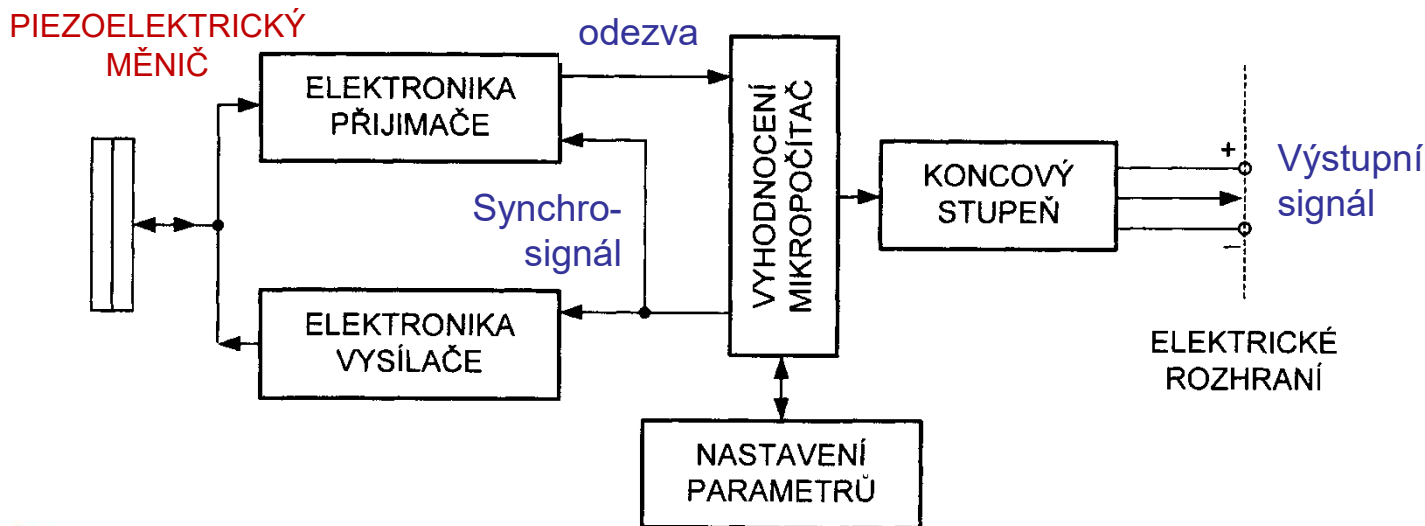 PIEZOELEKTRICKÝ
MĚNIČ
ELEKTRONIKA
PŘIJIMAČE
odezva
Synchro-
signál
ELEKTRONIKA
VYSÍLAČE
VYHODNOCENÍ
MIKROPOČÍTAČ
NASTAVENÍ
PARAMETRŮ
KONCOVÝ
STUPEŇ
+
−
Výstupní
signál
ELEKTRICKÉ
ROZHRANÍ